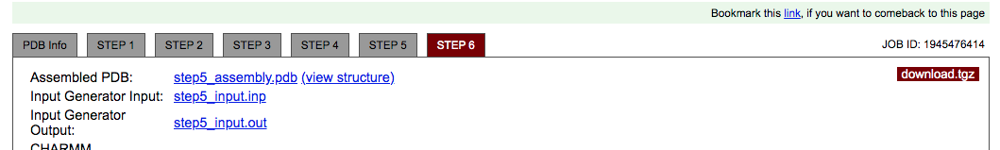 Bookmark this link, if you want to comeback to this page
PDB Info STEP 1 STEP 2 STEP 3 STEP 4 STEP 5 STEP 6 JOB ID: 1945476414
Assembled PDB: step5_assembly.pdb (view structure) download.tgz
Input Generator Input: step5_input.inp
Input Generator
Output: step5_input.out
CHARMM